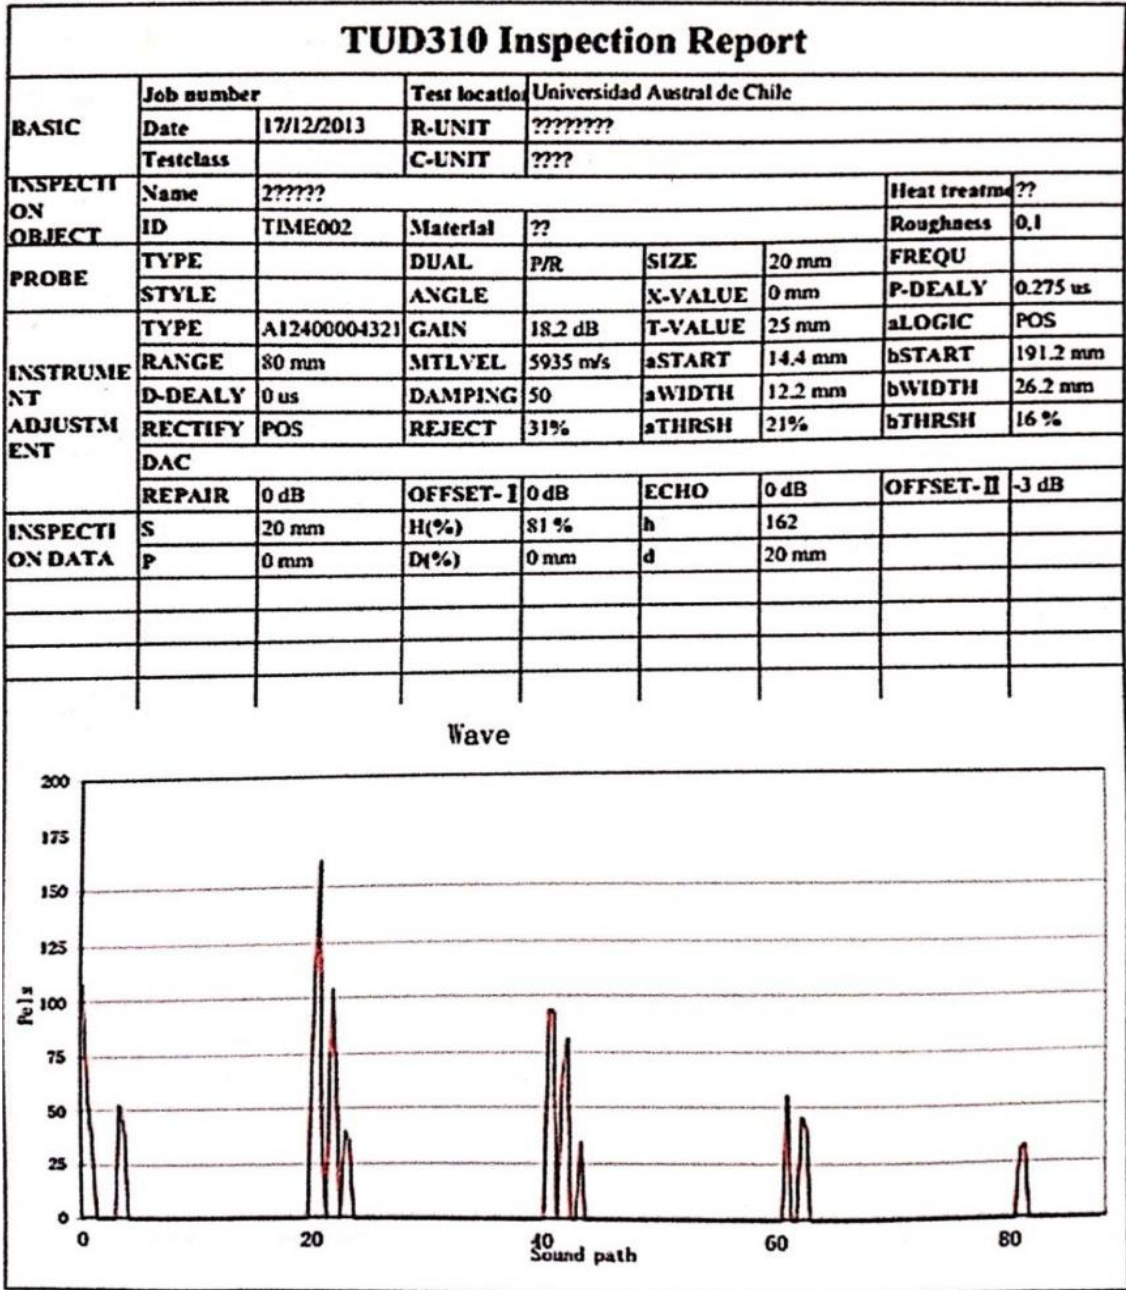 TUD310 Inspection Report
BASIC
Job number Test location Universidad Austral de Chile
Date 17/12/2013 R-UNIT ????????
Testclass C-UNIT ????
INSPECTI
ON
OBJECT
Name 2????? Heat treatme ??
ID TIME002 Material ?? Roughness 0,1
PROBE
TYPE DUAL P/R SIZE 20 mm FREQU
STYLE ANGLE X-VALUE 0 mm P-DEALY 0.275 us
INSTRUME
NT
ADJUSTM
ENT
TYPE A12400004321 GAIN 18.2 dB T-VALUE 25 mm aLOGIC POS
RANGE 80 mm MTLVEL 5935 m/s aSTART 14.4 mm bSTART 191.2 mm
D-DEALY 0 us DAMPING 50 aWIDTH 12.2 mm bWIDTH 26.2 mm
RECTIFY POS REJECT 31% aTHRSH 21% bTHRSH 16 %
DAC
REPAIR 0 dB OFFSET-I 0 dB ECHO 0 dB OFFSET-II -3 dB
INSPECTI
ON DATA
S 20 mm H(%) 81 % h 162
P 0 mm D(%) 0 mm d 20 mm
Wave
200
175
150
125
100
75
50
25
0
Pels
0 20 40 60 80
Sound path